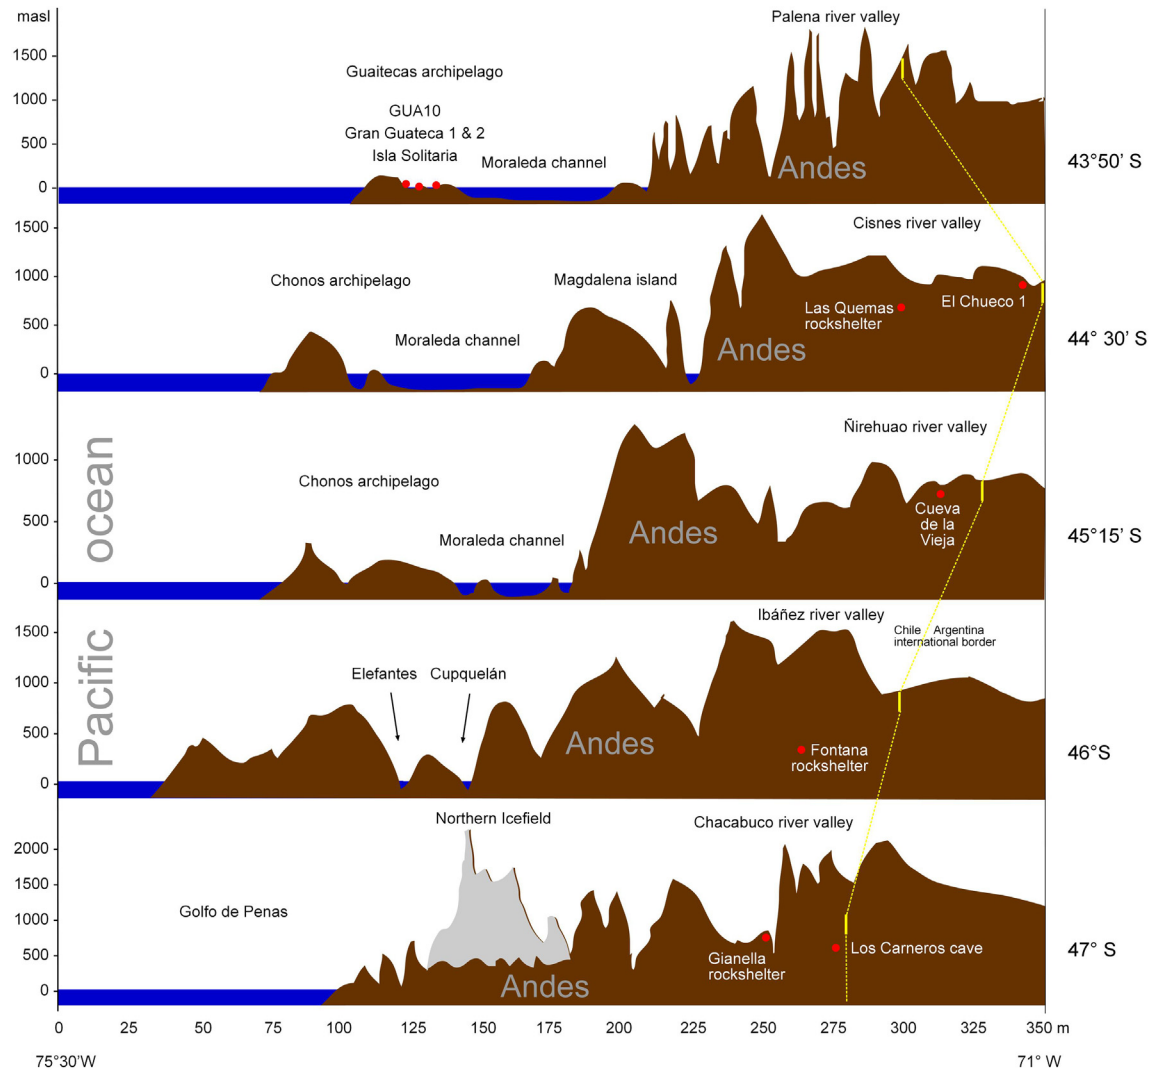 masl
Palena river valley
1500
Guaitecas archipelago
1000
GUA10
Gran Guateca 1 & 2
500
Isla Solitaria
Moraleda channel
Andes
43°50’ S
0
1500
Cisnes river valley
1000
Chonos archipelago
Magdalena island
El Chueco 1
Las Quemas
rockshelter
500
Moraleda channel
Andes
44° 30’ S
0
Ñirehuao river valley
1000
Chonos archipelago
Cueva
de la
Vieja
500
Moraleda channel
Andes
45°15’ S
0
Pacific ocean
Ibáñez river valley
1500
Chile Argentina
international border
Elefantes
Cupquelán
1000
500
Andes
Fontana
rockshelter
46°S
0
Northern Icefield
Chacabuco river valley
2000
1500
Golfo de Penas
1000
Los Carneros cave
47° S
500
Gianella
rockshelter
Andes
0
0 25 50 75 100 125 150 175 200 225 250 275 300 325 350 m
75°30’W
71° W